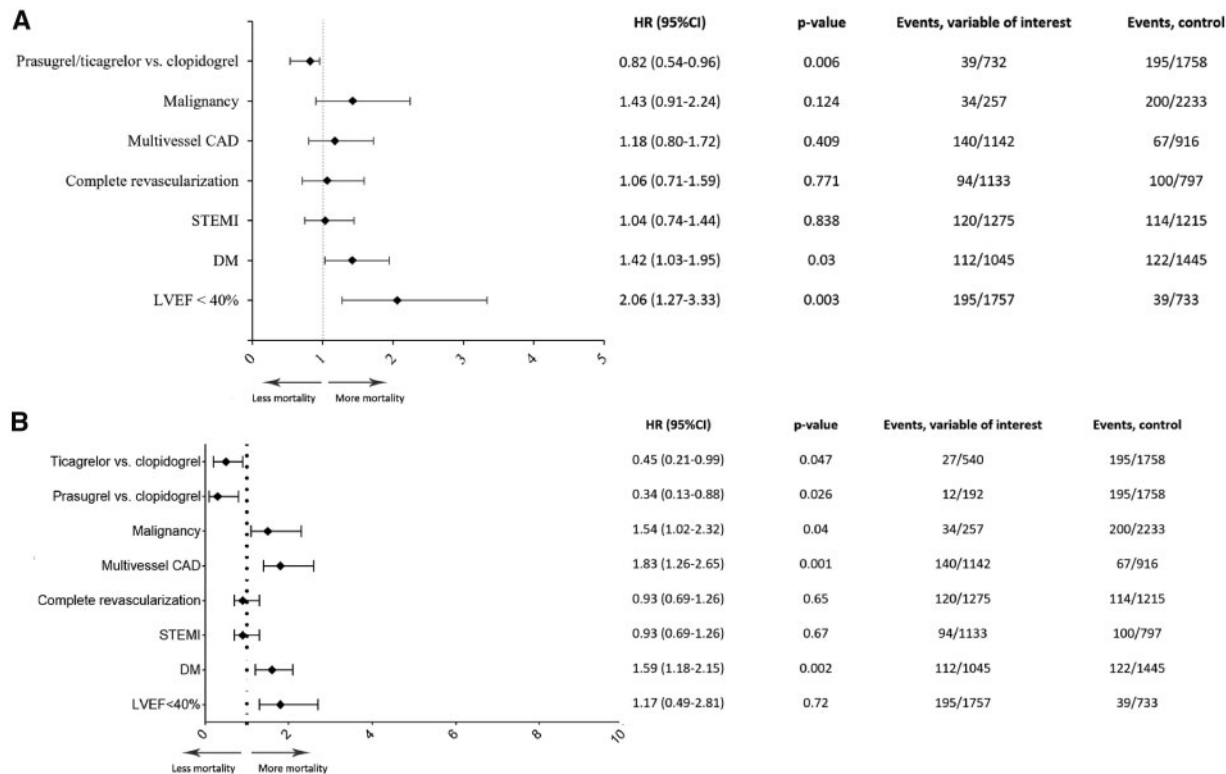 A
HR (95%CI) p-value Events, variable of interest Events, control
Prasugrel/ticagrelor vs. clopidogrel 0.82 (0.54-0.96) 0.006 39/732 195/1758
Malignancy 1.43 (0.91-2.24) 0.124 34/257 200/2233
Multivessel CAD 1.18 (0.80-1.72) 0.409 140/1142 67/916
Complete revascularization 1.06 (0.71-1.59) 0.771 94/1133 100/797
STEMI 1.04 (0.74-1.44) 0.838 120/1275 114/1215
DM 1.42 (1.03-1.95) 0.03 112/1045 122/1445
LVEF < 40% 2.06 (1.27-3.33) 0.003 195/1757 39/733
0 1 2 3 4 5
Less mortality More mortality
B
HR (95%CI) p-value Events, variable of interest Events, control
Ticagrelor vs. clopidogrel 0.45 (0.21-0.99) 0.047 27/540 195/1758
Prasugrel vs. clopidogrel 0.34 (0.13-0.88) 0.026 12/192 195/1758
Malignancy 1.54 (1.02-2.32) 0.04 34/257 200/2233
Multivessel CAD 1.83 (1.26-2.65) 0.001 140/1142 67/916
Complete revascularization 0.93 (0.69-1.26) 0.65 120/1275 114/1215
STEMI 0.93 (0.69-1.26) 0.67 94/1133 100/797
DM 1.59 (1.18-2.15) 0.002 112/1045 122/1445
LVEF<40% 1.17 (0.49-2.81) 0.72 195/1757 39/733
0 2 4 6 8 10
Less mortality More mortality